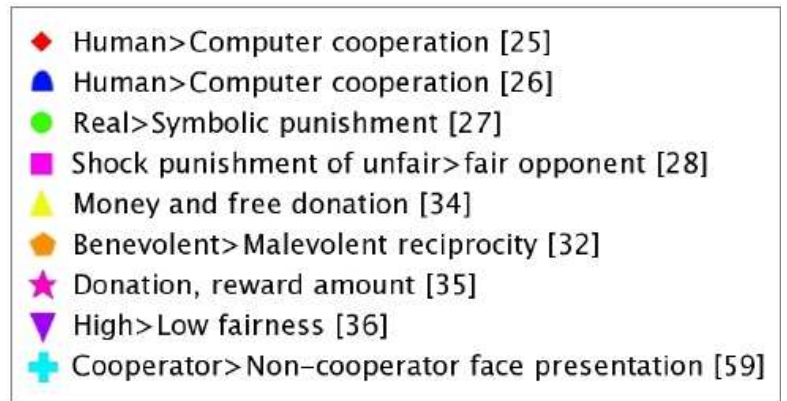 Human>Computer cooperation [25]
Human>Computer cooperation [26]
Real>Symbolic punishment [27]
Shock punishment of unfair>fair opponent [28]
Money and free donation [34]
Benevolent>Malevolent reciprocity [32]
Donation, reward amount [35]
High>Low fairness [36]
Cooperator>Non-cooperator face presentation [59]